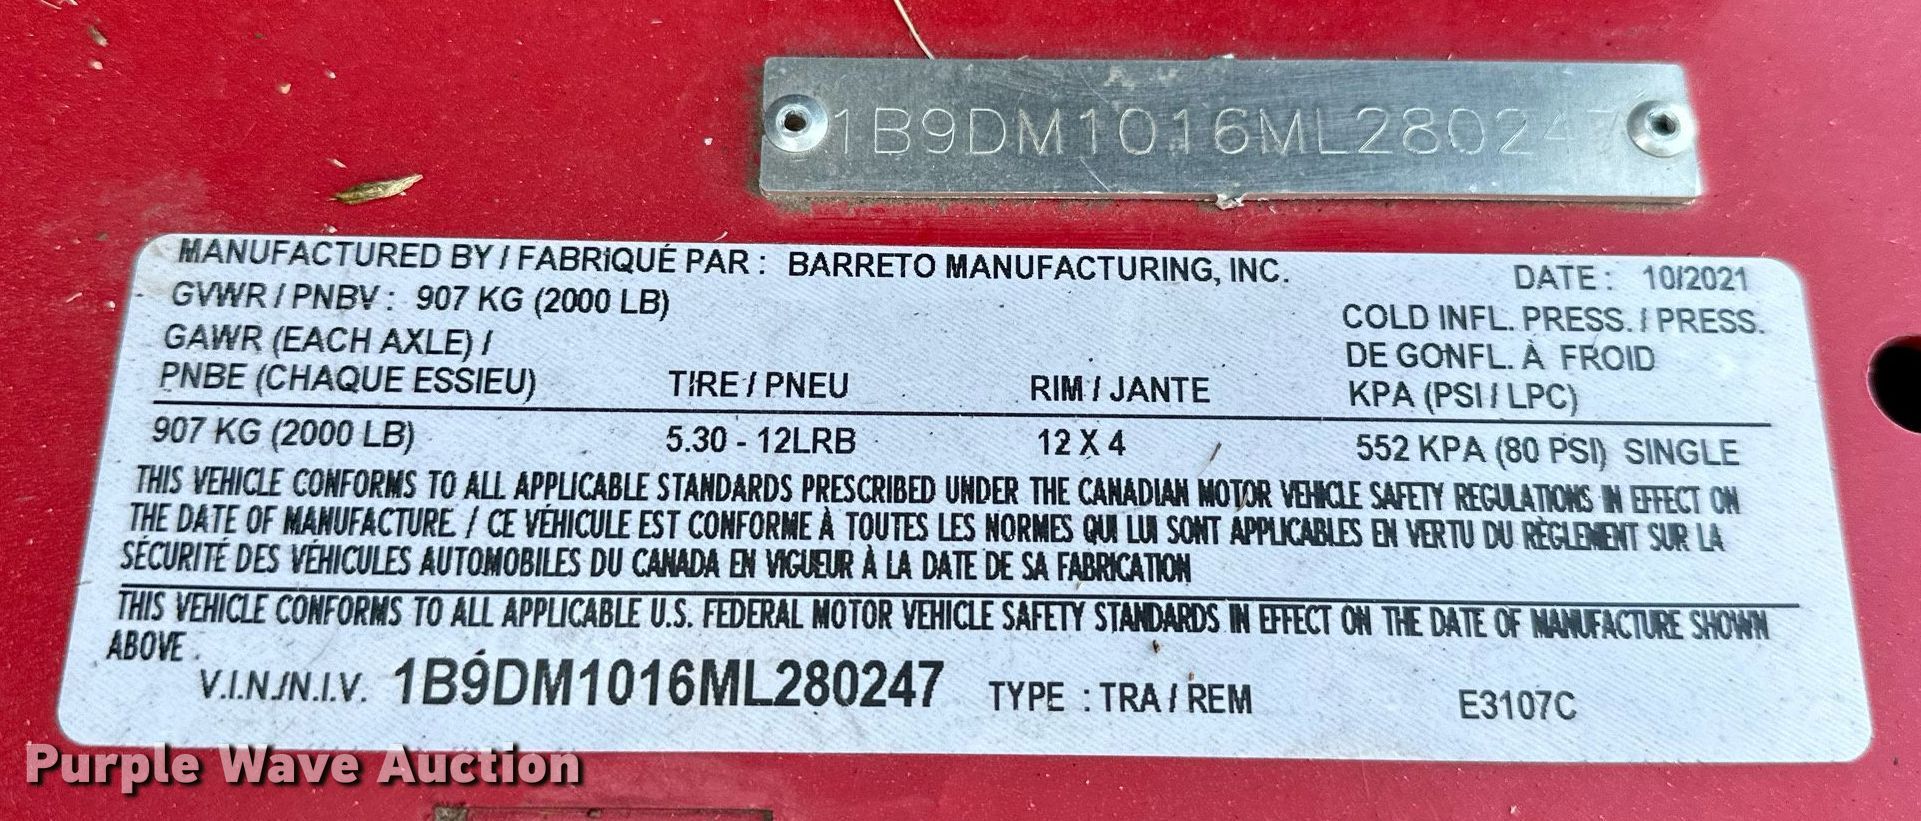 1B9DM1016ML280247
MANUFACTURED BY / FABRIQUÉ PAR : BARRETO MANUFACTURING, INC. DATE : 10/2021
GVWR / PNBV : 907 KG (2000 LB)
GAWR (EACH AXLE) /
PNBE (CHAQUE ESSIEU) TIRE / PNEU RIM / JANTE
COLD INFL. PRESS. / PRESS.
DE GONFL. À FROID
KPA (PSI / LPC)
907 KG (2000 LB) 5.30 - 12LRB 12 X 4 552 KPA (80 PSI) SINGLE
THIS VEHICLE CONFORMS TO ALL APPLICABLE STANDARDS PRESCRIBED UNDER THE CANADIAN MOTOR VEHICLE SAFETY REGULATIONS IN EFFECT ON
THE DATE OF MANUFACTURE. / CE VÉHICULE EST CONFORME À TOUTES LES NORMES QUI LUI SONT APPLICABLES EN VERTU DU RÈGLEMENT SUR LA
SÉCURITÉ DES VÉHICULES AUTOMOBILES DU CANADA EN VIGUEUR À LA DATE DE SA FABRICATION
THIS VEHICLE CONFORMS TO ALL APPLICABLE U.S. FEDERAL MOTOR VEHICLE SAFETY STANDARDS IN EFFECT ON THE DATE OF MANUFACTURE SHOWN
ABOVE .
V.I.N./N.I.V. 1B9DM1016ML280247 TYPE : TRA / REM E3107C
Purple Wave Auction